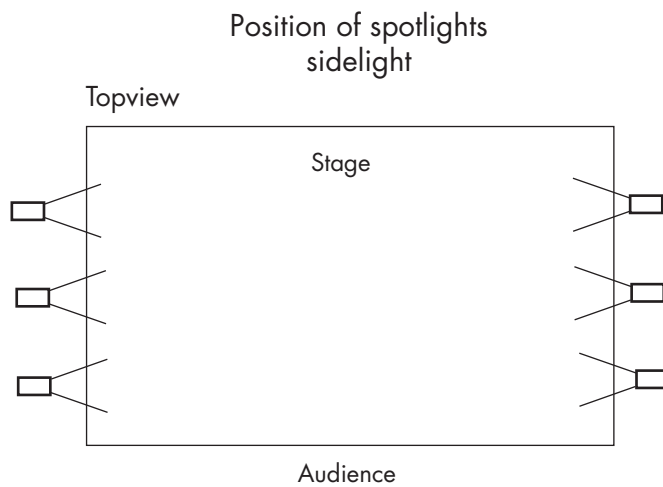 Position of spotlights
sidelight
Topview
Stage
Audience